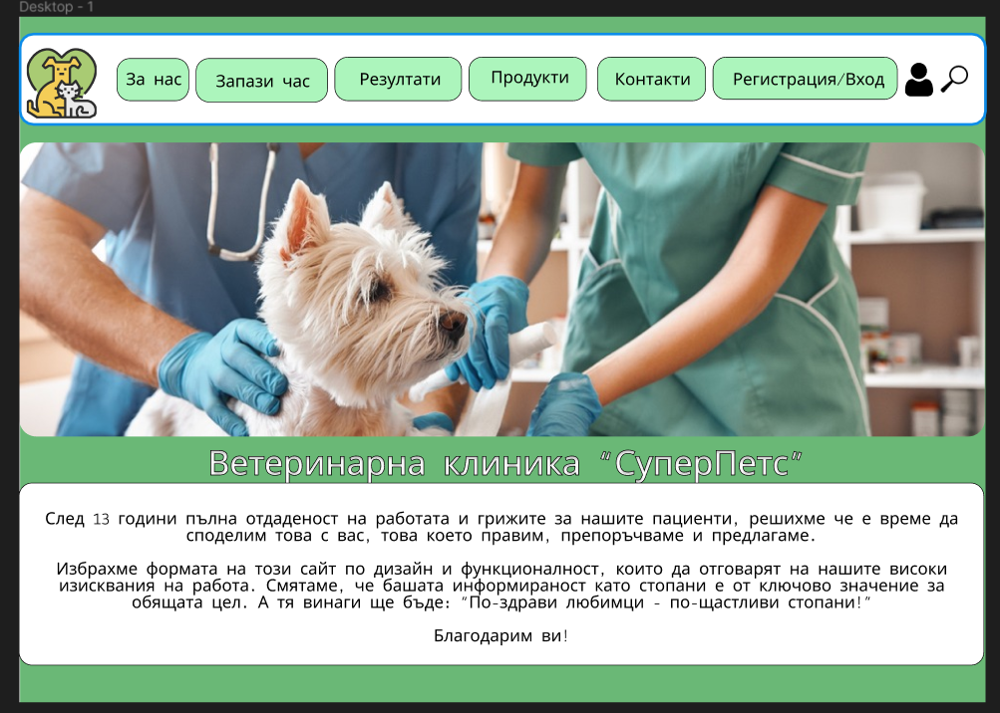 Desktop - 1
За нас
Запази час
Резултати
Продукти
Контакти
Регистрация/Вход
Ветеринарна клиника “СуперПетс”
След 13 години пълна отдаденост на работата и грижите за нашите пациенти, решихме че е време да
споделим това с вас, това което правим, препоръчваме и предлагаме.
Избрахме формата на този сайт по дизайн и функционалност, които да отговарят на нашите високи
изисквания на работа. Смятаме, че башата информираност като стопани е от ключово значение за
обящата цел. А тя винаги ще бъде: “По-здрави любимци - по-щастливи стопани!”
Благодарим ви!